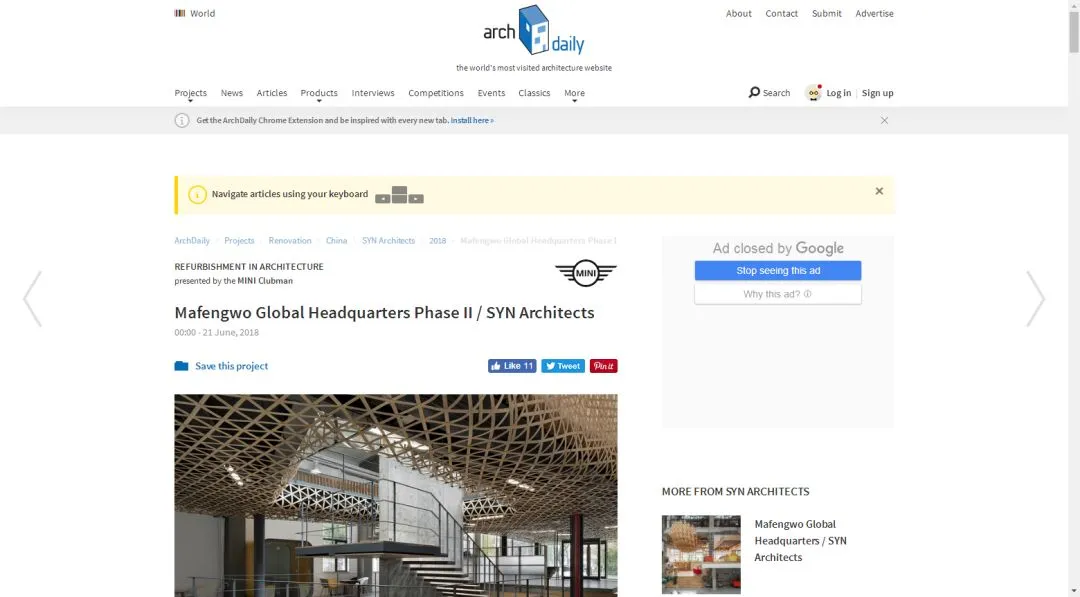 World
About
Contact
Submit
Advertise
arch
daily
the world's most visited architecture website
Projects
News
Articles
Products
Interviews
Competitions
Events
Classics
More
Search
Log in
Sign up
Get the ArchDaily Chrome Extension and be inspired with every new tab. Install here »
Navigate articles using your keyboard
ArchDaily
Projects
Renovation
China
SYN Architects
2018
Mafengwo Global Headquarters Phase I
REFURBISHMENT IN ARCHITECTURE
presented by the MINI Clubman
MINI
Mafengwo Global Headquarters Phase II / SYN Architects
00:00 - 21 June, 2018
Save this project
Like 11
Tweet
Pin it
Ad closed by Google
Stop seeing this ad
Why this ad?
MORE FROM SYN ARCHITECTS
Mafengwo Global
Headquarters / SYN
Architects